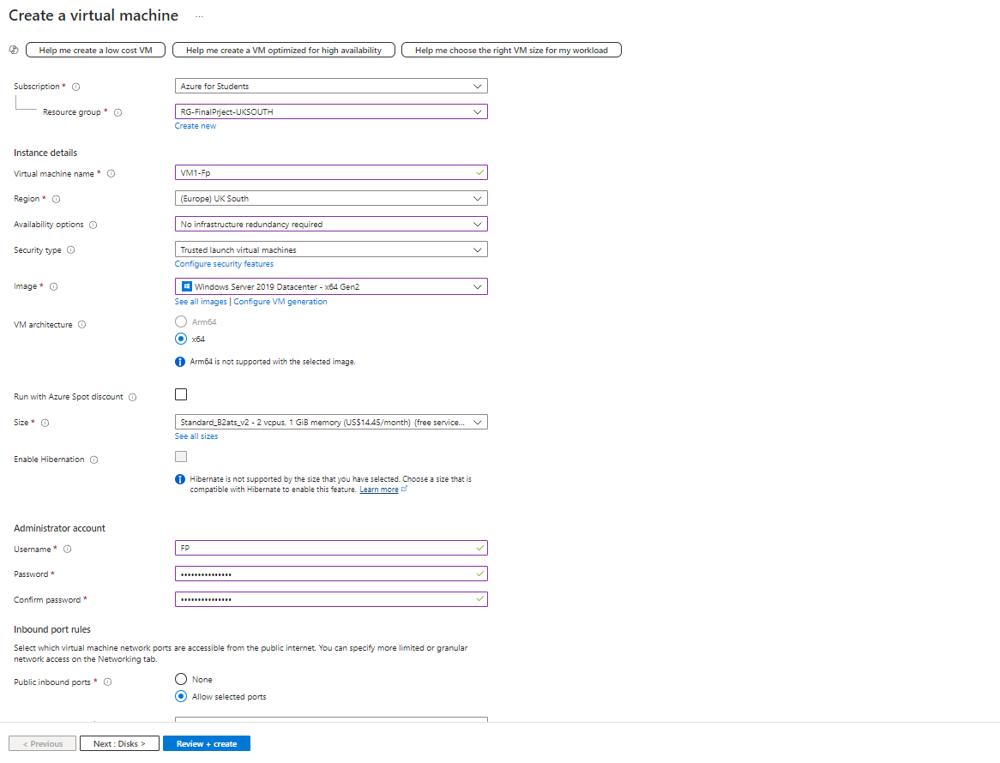 Create a virtual machine ...
Help me create a low cost VM
Help me create a VM optimized for high availability
Help me choose the right VM size for my workload
Subscription *
Azure for Students
Resource group *
RG-FinalPrject-UKSOUTH
Create new
Instance details
Virtual machine name *
VM1-Fp
Region *
(Europe) UK South
Availability options
No infrastructure redundancy required
Security type
Trusted launch virtual machines
Configure security features
Image *
Windows Server 2019 Datacenter - x64 Gen2
See all images | Configure VM generation
VM architecture
Arm64
x64
Arm64 is not supported with the selected image.
Run with Azure Spot discount
Size *
Standard_B2ats_v2 - 2 vcpus, 1 GiB memory (US$14.45/month) (free service...
See all sizes
Enable Hibernation
Hibernate is not supported by the size that you have selected. Choose a size that is
compatible with Hibernate to enable this feature. Learn more
Administrator account
Username *
FP
Password *
••••••••••••••
Confirm password *
••••••••••••••
Inbound port rules
Select which virtual machine network ports are accessible from the public internet. You can specify more limited or granular
network access on the Networking tab.
Public inbound ports *
None
Allow selected ports
< Previous
Next : Disks >
Review + create